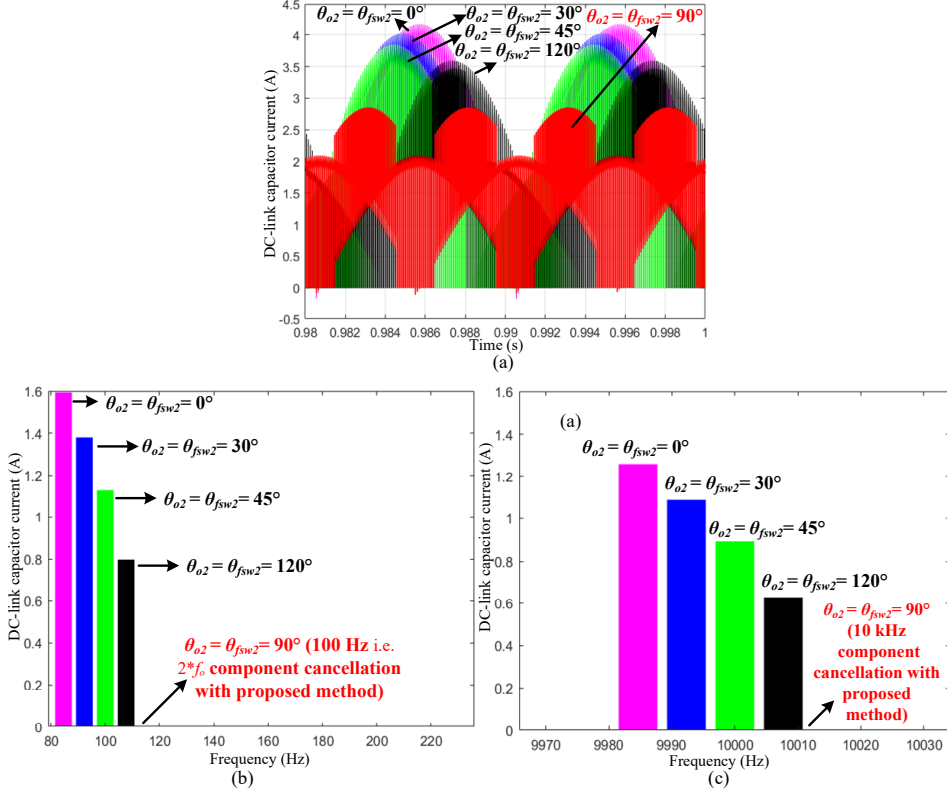 4.5
4
3.5
3
2.5
2
1.5
1
0.5
0
-0.5
DC-link capacitor current (A)
θo2 = θfsw2= 0°
θo2 = θfsw2= 30°
θo2 = θfsw2= 45°
θo2 = θfsw2= 120°
θo2 = θfsw2= 90°
0.98 0.982 0.984 0.986 0.988 0.99 0.992 0.994 0.996 0.998 1
Time (s)
(a)
1.6
1.4
1.2
1
0.8
0.6
0.4
0.2
0
DC-link capacitor current (A)
θo2 = θfsw2= 0°
θo2 = θfsw2= 30°
θo2 = θfsw2= 45°
θo2 = θfsw2= 120°
θo2 = θfsw2= 90° (100 Hz i.e.
2*fo component cancellation
with proposed method)
80 100 120 140 160 180 200 220
Frequency (Hz)
(b)
1.6
1.4
1.2
1
0.8
0.6
0.4
0.2
0
DC-link capacitor current (A)
(a)
θo2 = θfsw2= 0°
θo2 = θfsw2= 30°
θo2 = θfsw2= 45°
θo2 = θfsw2= 120°
θo2 = θfsw2= 90°
(10 kHz
component
cancellation with
proposed
method)
9970 9980 9990 10000 10010 10020 10030
Frequency (Hz)
(c)